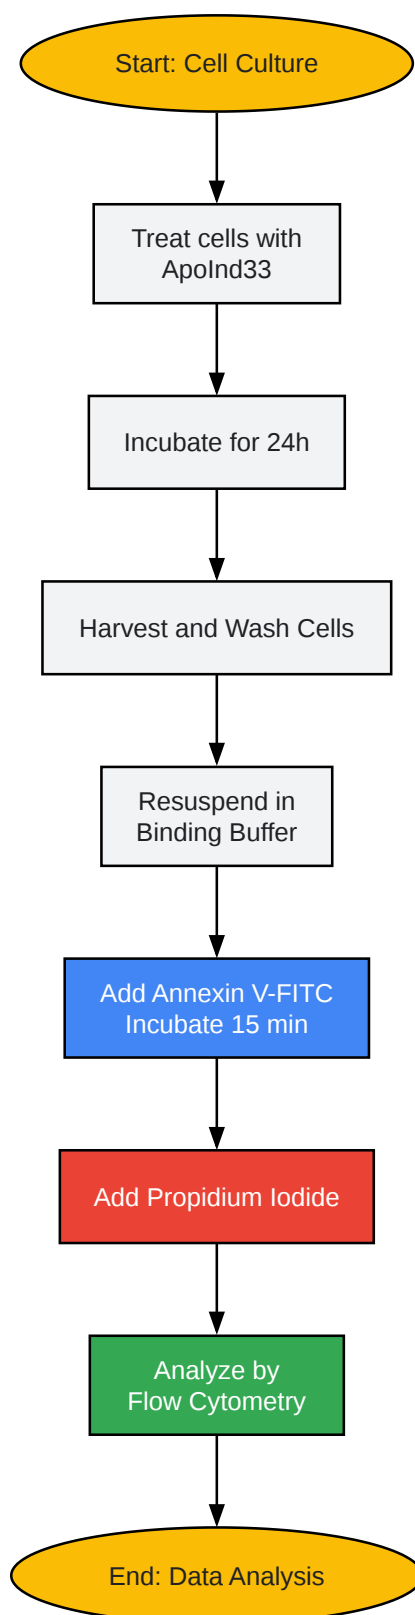 Start: Cell Culture
Treat cells with
ApoInd33
Incubate for 24h
Harvest and Wash Cells
Resuspend in
Binding Buffer
Add Annexin V-FITC
Incubate 15 min
Add Propidium Iodide
Analyze by
Flow Cytometry
End: Data Analysis